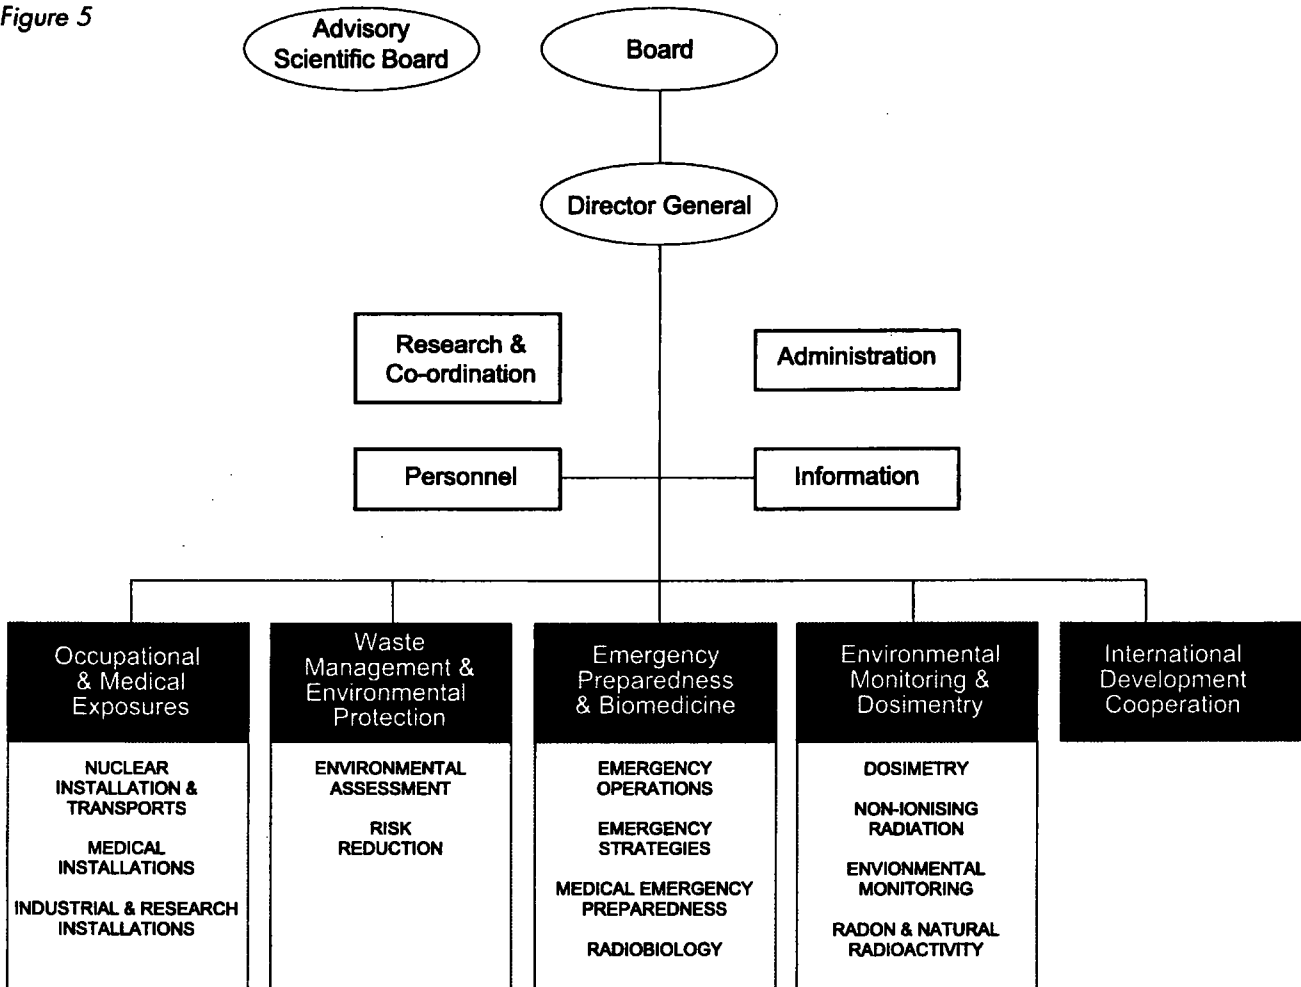 Figure 5
Advisory
Scientific Board
Board
Director General
Research &
Co-ordination
Administration
Personnel
Information
Occupational
& Medical
Exposures
NUCLEAR
INSTALLATION &
TRANSPORTS
MEDICAL
INSTALLATIONS
INDUSTRIAL & RESEARCH
INSTALLATIONS
Waste
Management &
Environmental
Protection
ENVIRONMENTAL
ASSESSMENT
RISK
REDUCTION
Emergency
Preparedness
& Biomedicine
EMERGENCY
OPERATIONS
EMERGENCY
STRATEGIES
MEDICAL EMERGENCY
PREPAREDNESS
RADIOBIOLOGY
Environmental
Monitoring &
Dosimentry
DOSIMETRY
NON-IONISING
RADIATION
ENVIONMENTAL
MONITORING
RADON & NATURAL
RADIOACTIVITY
International
Development
Cooperation